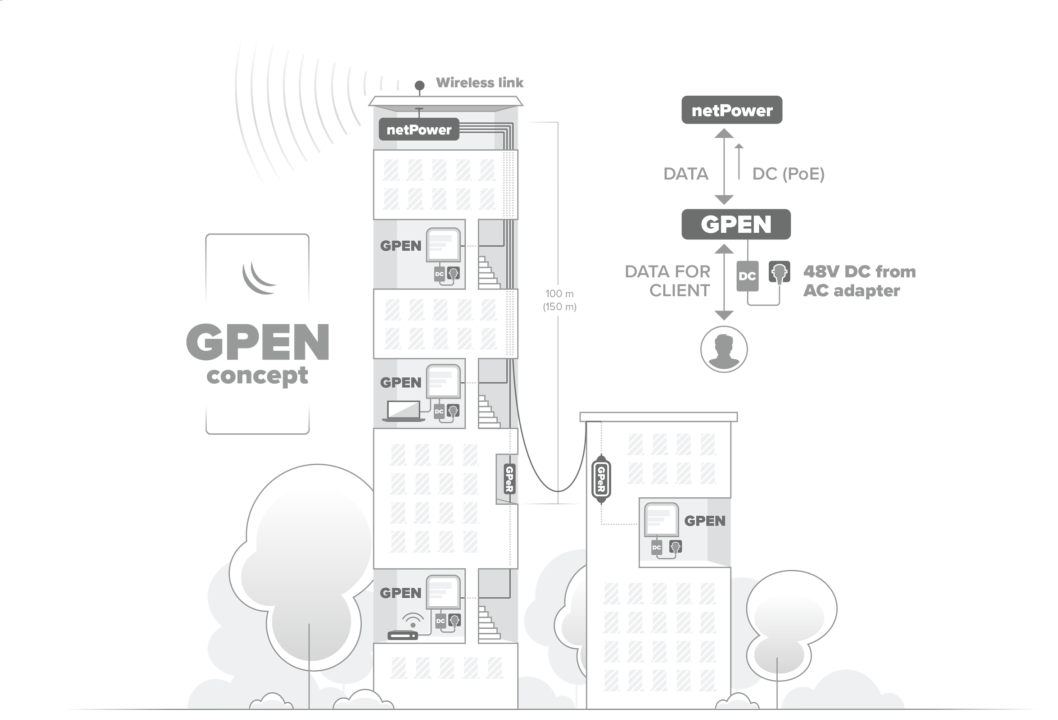 Wireless link
netPower
GPEN
DC
100 m
(150 m)
GPEN
concept
GPEN
DC
GPeR
GPEN
DC
GPeR
GPEN
DC
netPower
DATA
DC (PoE)
GPEN
DATA FOR
CLIENT
DC
48V DC from
AC adapter